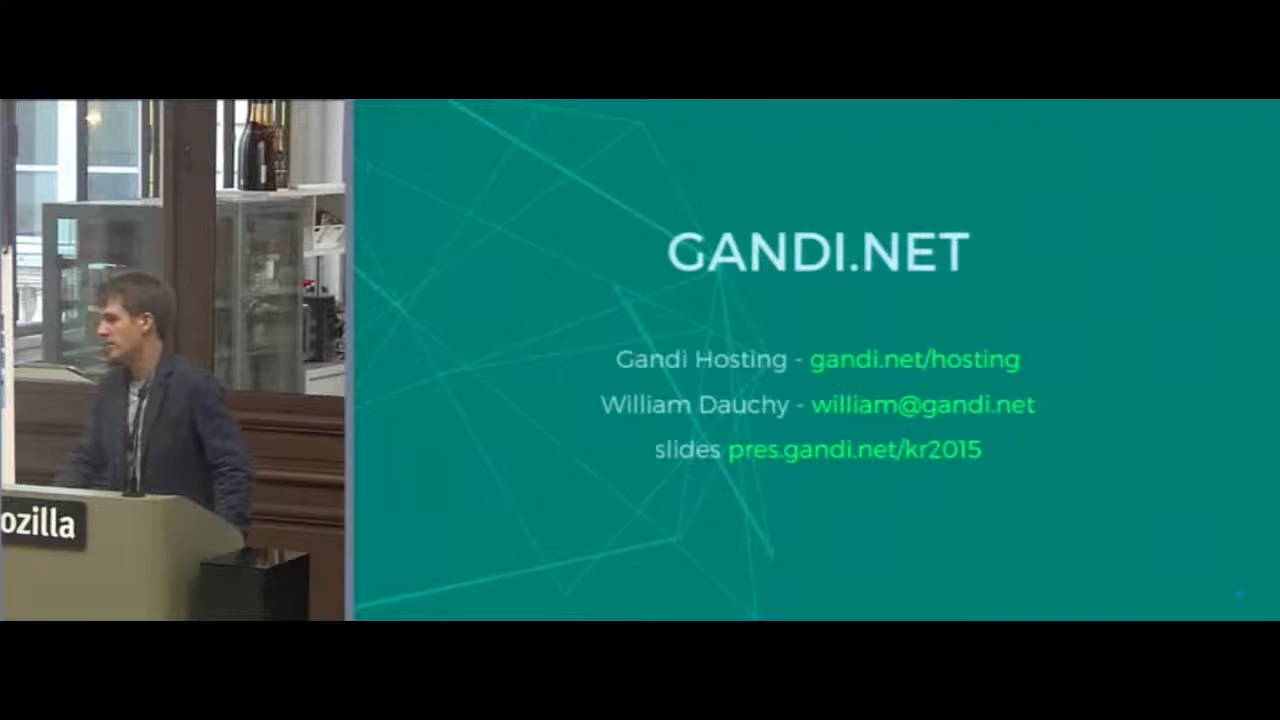 ozilla
GANDI.NET
Gandi Hosting - gandi.net/hosting
William Dauchy - william@gandi.net
slides pres.gandi.net/kr2015